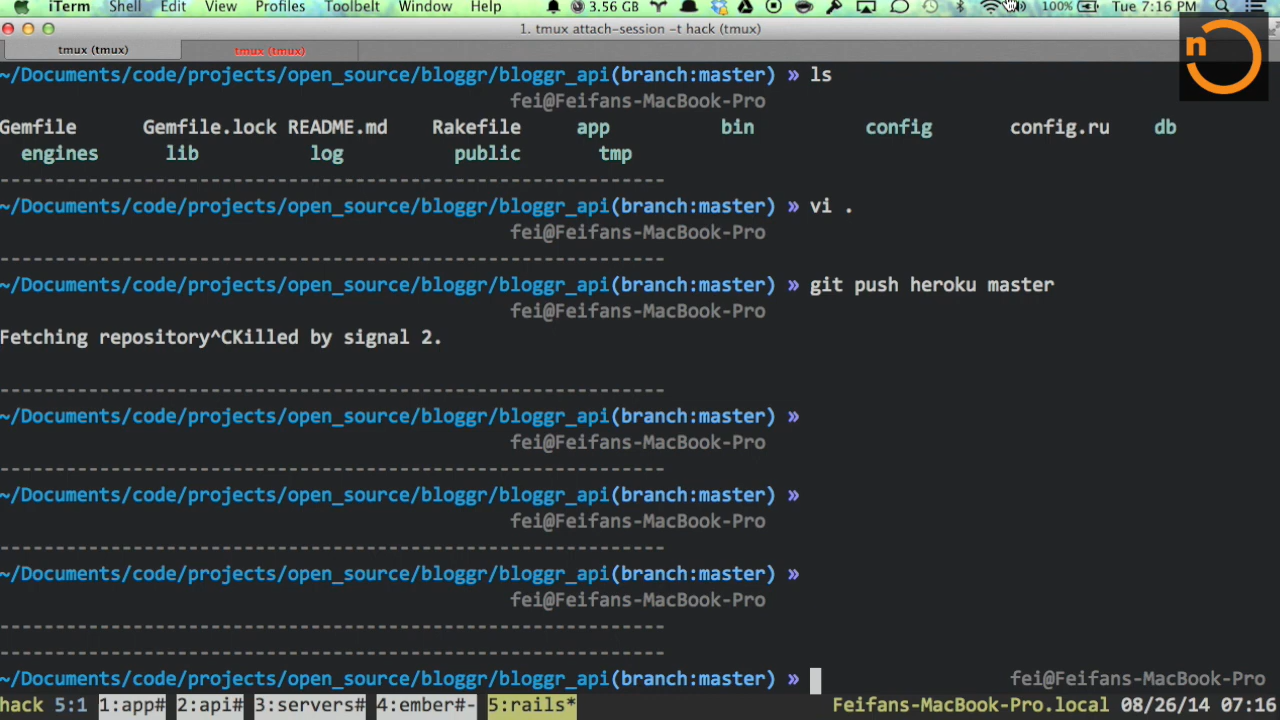 iTerm Shell Edit View Profiles Toolbelt Window Help 3.56 GB 100% Tue 7:16 PM
1. tmux attach-session -t hack (tmux)
tmux (tmux) tmux (tmux)
n
~/Documents/code/projects/open_source/bloggr/bloggr_api(branch:master) » ls
fei@Feifans-MacBook-Pro
Gemfile Gemfile.lock README.md Rakefile app bin config config.ru db
engines lib log public tmp
------------------------------------------------------------
~/Documents/code/projects/open_source/bloggr/bloggr_api(branch:master) » vi .
fei@Feifans-MacBook-Pro
------------------------------------------------------------
~/Documents/code/projects/open_source/bloggr/bloggr_api(branch:master) » git push heroku master
fei@Feifans-MacBook-Pro
Fetching repository^CKilled by signal 2.
------------------------------------------------------------
~/Documents/code/projects/open_source/bloggr/bloggr_api(branch:master) »
fei@Feifans-MacBook-Pro
------------------------------------------------------------
~/Documents/code/projects/open_source/bloggr/bloggr_api(branch:master) »
fei@Feifans-MacBook-Pro
------------------------------------------------------------
~/Documents/code/projects/open_source/bloggr/bloggr_api(branch:master) »
fei@Feifans-MacBook-Pro
------------------------------------------------------------
------------------------------------------------------------
~/Documents/code/projects/open_source/bloggr/bloggr_api(branch:master) » fei@Feifans-MacBook-Pro
hack 5:1 1:app# 2:api# 3:servers# 4:ember#- 5:rails* Feifans-MacBook-Pro.local 08/26/14 07:16